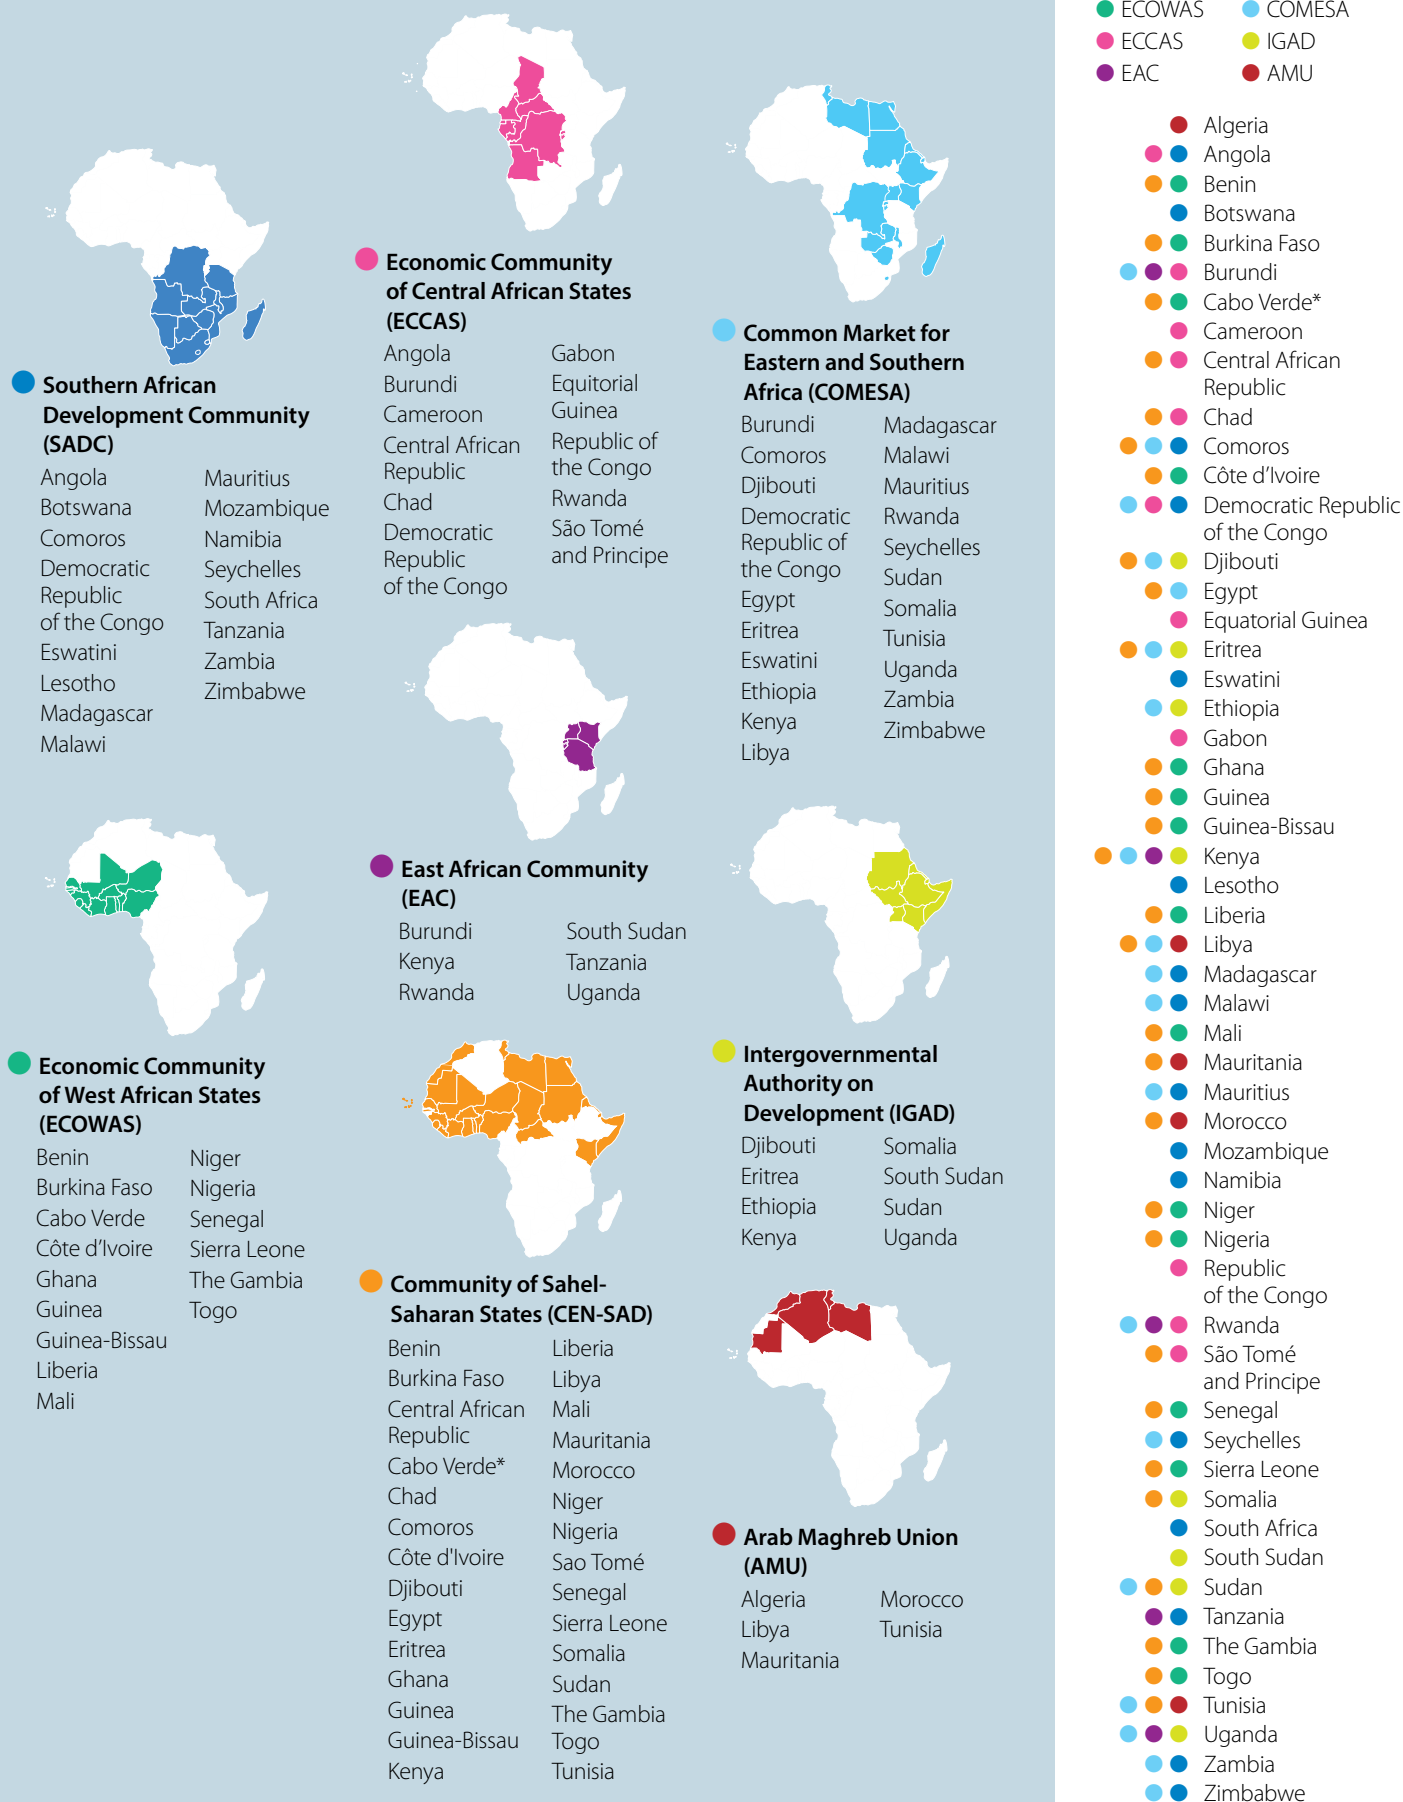 Southern African
Development Community
(SADC)
Angola
Botswana
Comoros
Democratic
Republic
of the Congo
Eswatini
Lesotho
Madagascar
Malawi
Mauritius
Mozambique
Namibia
Seychelles
South Africa
Tanzania
Zambia
Zimbabwe
Economic Community
of West African States
(ECOWAS)
Benin
Burkina Faso
Cabo Verde
Côte d’Ivoire
Ghana
Guinea
Guinea-Bissau
Liberia
Mali
Niger
Nigeria
Senegal
Sierra Leone
The Gambia
Togo
Economic Community
of Central African States
(ECCAS)
Angola
Burundi
Cameroon
Central African
Republic
Chad
Democratic
Republic
of the Congo
Gabon
Equitorial
Guinea
Republic of
the Congo
Rwanda
São Tomé
and Principe
East African Community
(EAC)
Burundi
Kenya
Rwanda
South Sudan
Tanzania
Uganda
Community of Sahel-
Saharan States (CEN-SAD)
Benin
Burkina Faso
Central African
Republic
Cabo Verde*
Chad
Comoros
Côte d'Ivoire
Djibouti
Egypt
Eritrea
Ghana
Guinea
Guinea-Bissau
Kenya
Liberia
Libya
Mali
Mauritania
Morocco
Niger
Nigeria
Sao Tomé
Senegal
Sierra Leone
Somalia
Sudan
The Gambia
Togo
Tunisia
Common Market for
Eastern and Southern
Africa (COMESA)
Burundi
Comoros
Djibouti
Democratic
Republic of
the Congo
Egypt
Eritrea
Eswatini
Ethiopia
Kenya
Libya
Madagascar
Malawi
Mauritius
Rwanda
Seychelles
Sudan
Somalia
Tunisia
Uganda
Zambia
Zimbabwe
Intergovernmental
Authority on
Development (IGAD)
Djibouti
Eritrea
Ethiopia
Kenya
Somalia
South Sudan
Sudan
Uganda
Arab Maghreb Union
(AMU)
Algeria
Libya
Mauritania
Morocco
Tunisia
ECOWAS
COMESA
ECCAS
IGAD
EAC
AMU
Algeria
Angola
Benin
Botswana
Burkina Faso
Burundi
Cabo Verde*
Cameroon
Central African
Republic
Chad
Comoros
Côte d’Ivoire
Democratic Republic
of the Congo
Djibouti
Egypt
Equatorial Guinea
Eritrea
Eswatini
Ethiopia
Gabon
Ghana
Guinea
Guinea-Bissau
Kenya
Lesotho
Liberia
Libya
Madagascar
Malawi
Mali
Mauritania
Mauritius
Morocco
Mozambique
Namibia
Niger
Nigeria
Republic
of the Congo
Rwanda
São Tomé
and Principe
Senegal
Seychelles
Sierra Leone
Somalia
South Africa
South Sudan
Sudan
Tanzania
The Gambia
Togo
Tunisia
Uganda
Zambia
Zimbabwe